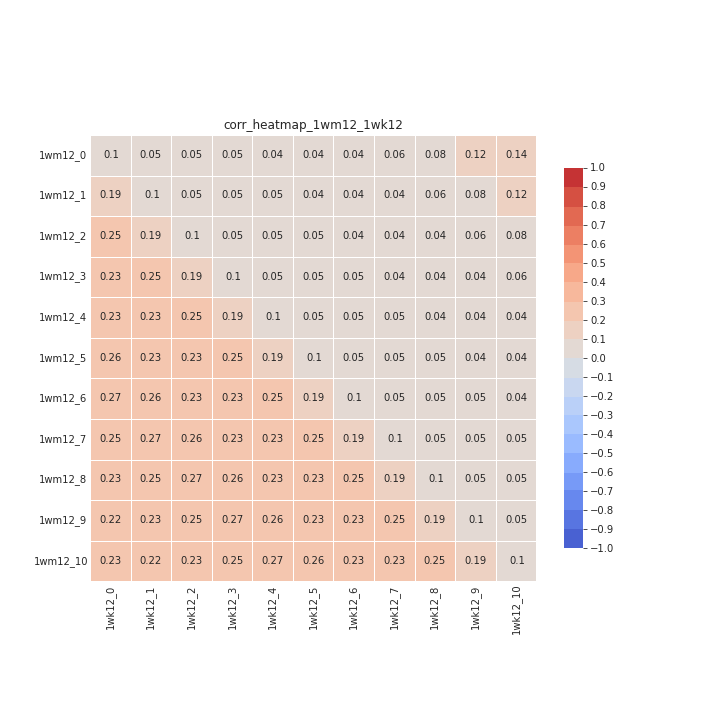 corr_heatmap_1wm12_1wk12
1wm12_0 0.1 0.05 0.05 0.05 0.04 0.04 0.04 0.06 0.08 0.12 0.14
1wm12_1 0.19 0.1 0.05 0.05 0.05 0.04 0.04 0.04 0.06 0.08 0.12
1wm12_2 0.25 0.19 0.1 0.05 0.05 0.05 0.04 0.04 0.04 0.06 0.08
1wm12_3 0.23 0.25 0.19 0.1 0.05 0.05 0.05 0.04 0.04 0.04 0.06
1wm12_4 0.23 0.23 0.25 0.19 0.1 0.05 0.05 0.05 0.04 0.04 0.04
1wm12_5 0.26 0.23 0.23 0.25 0.19 0.1 0.05 0.05 0.05 0.04 0.04
1wm12_6 0.27 0.26 0.23 0.23 0.25 0.19 0.1 0.05 0.05 0.05 0.04
1wm12_7 0.25 0.27 0.26 0.23 0.23 0.25 0.19 0.1 0.05 0.05 0.05
1wm12_8 0.23 0.25 0.27 0.26 0.23 0.23 0.25 0.19 0.1 0.05 0.05
1wm12_9 0.22 0.23 0.25 0.27 0.26 0.23 0.23 0.25 0.19 0.1 0.05
1wm12_10 0.23 0.22 0.23 0.25 0.27 0.26 0.23 0.23 0.25 0.19 0.1
1wk12_0 1wk12_1 1wk12_2 1wk12_3 1wk12_4 1wk12_5 1wk12_6 1wk12_7 1wk12_8 1wk12_9 1wk12_10
1.0
0.9
0.8
0.7
0.6
0.5
0.4
0.3
0.2
0.1
0.0
−0.1
−0.2
−0.3
−0.4
−0.5
−0.6
−0.7
−0.8
−0.9
−1.0